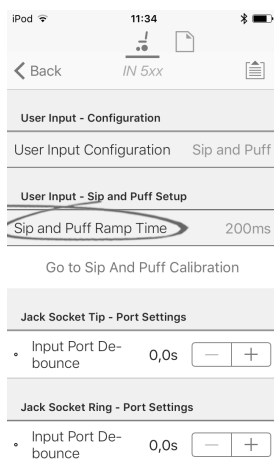 iPod 11:34
Back IN 5xx
User Input - Configuration
User Input Configuration Sip and Puff
User Input - Sip and Puff Setup
Sip and Puff Ramp Time 200ms
Go to Sip And Puff Calibration
Jack Socket Tip - Port Settings
Input Port De-
bounce 0,0s − +
Jack Socket Ring - Port Settings
Input Port De-
bounce 0,0s − +